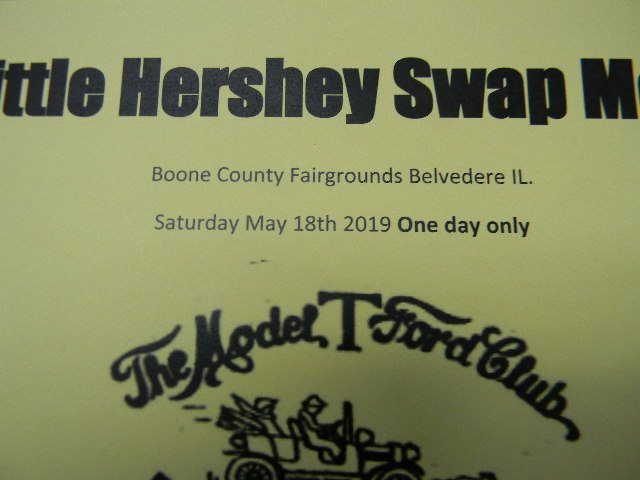 ittle Hershey Swap M
Boone County Fairgrounds Belvedere IL.
Saturday May 18th 2019 One day only
The Model T Ford Club